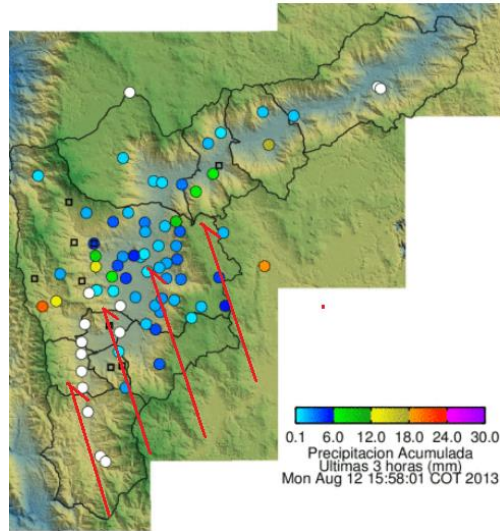 0.1 6.0 12.0 18.0 24.0 30.0
Precipitacion Acumulada
Ultimas 3 horas (mm)
Mon Aug 12 15:58:01 COT 2013